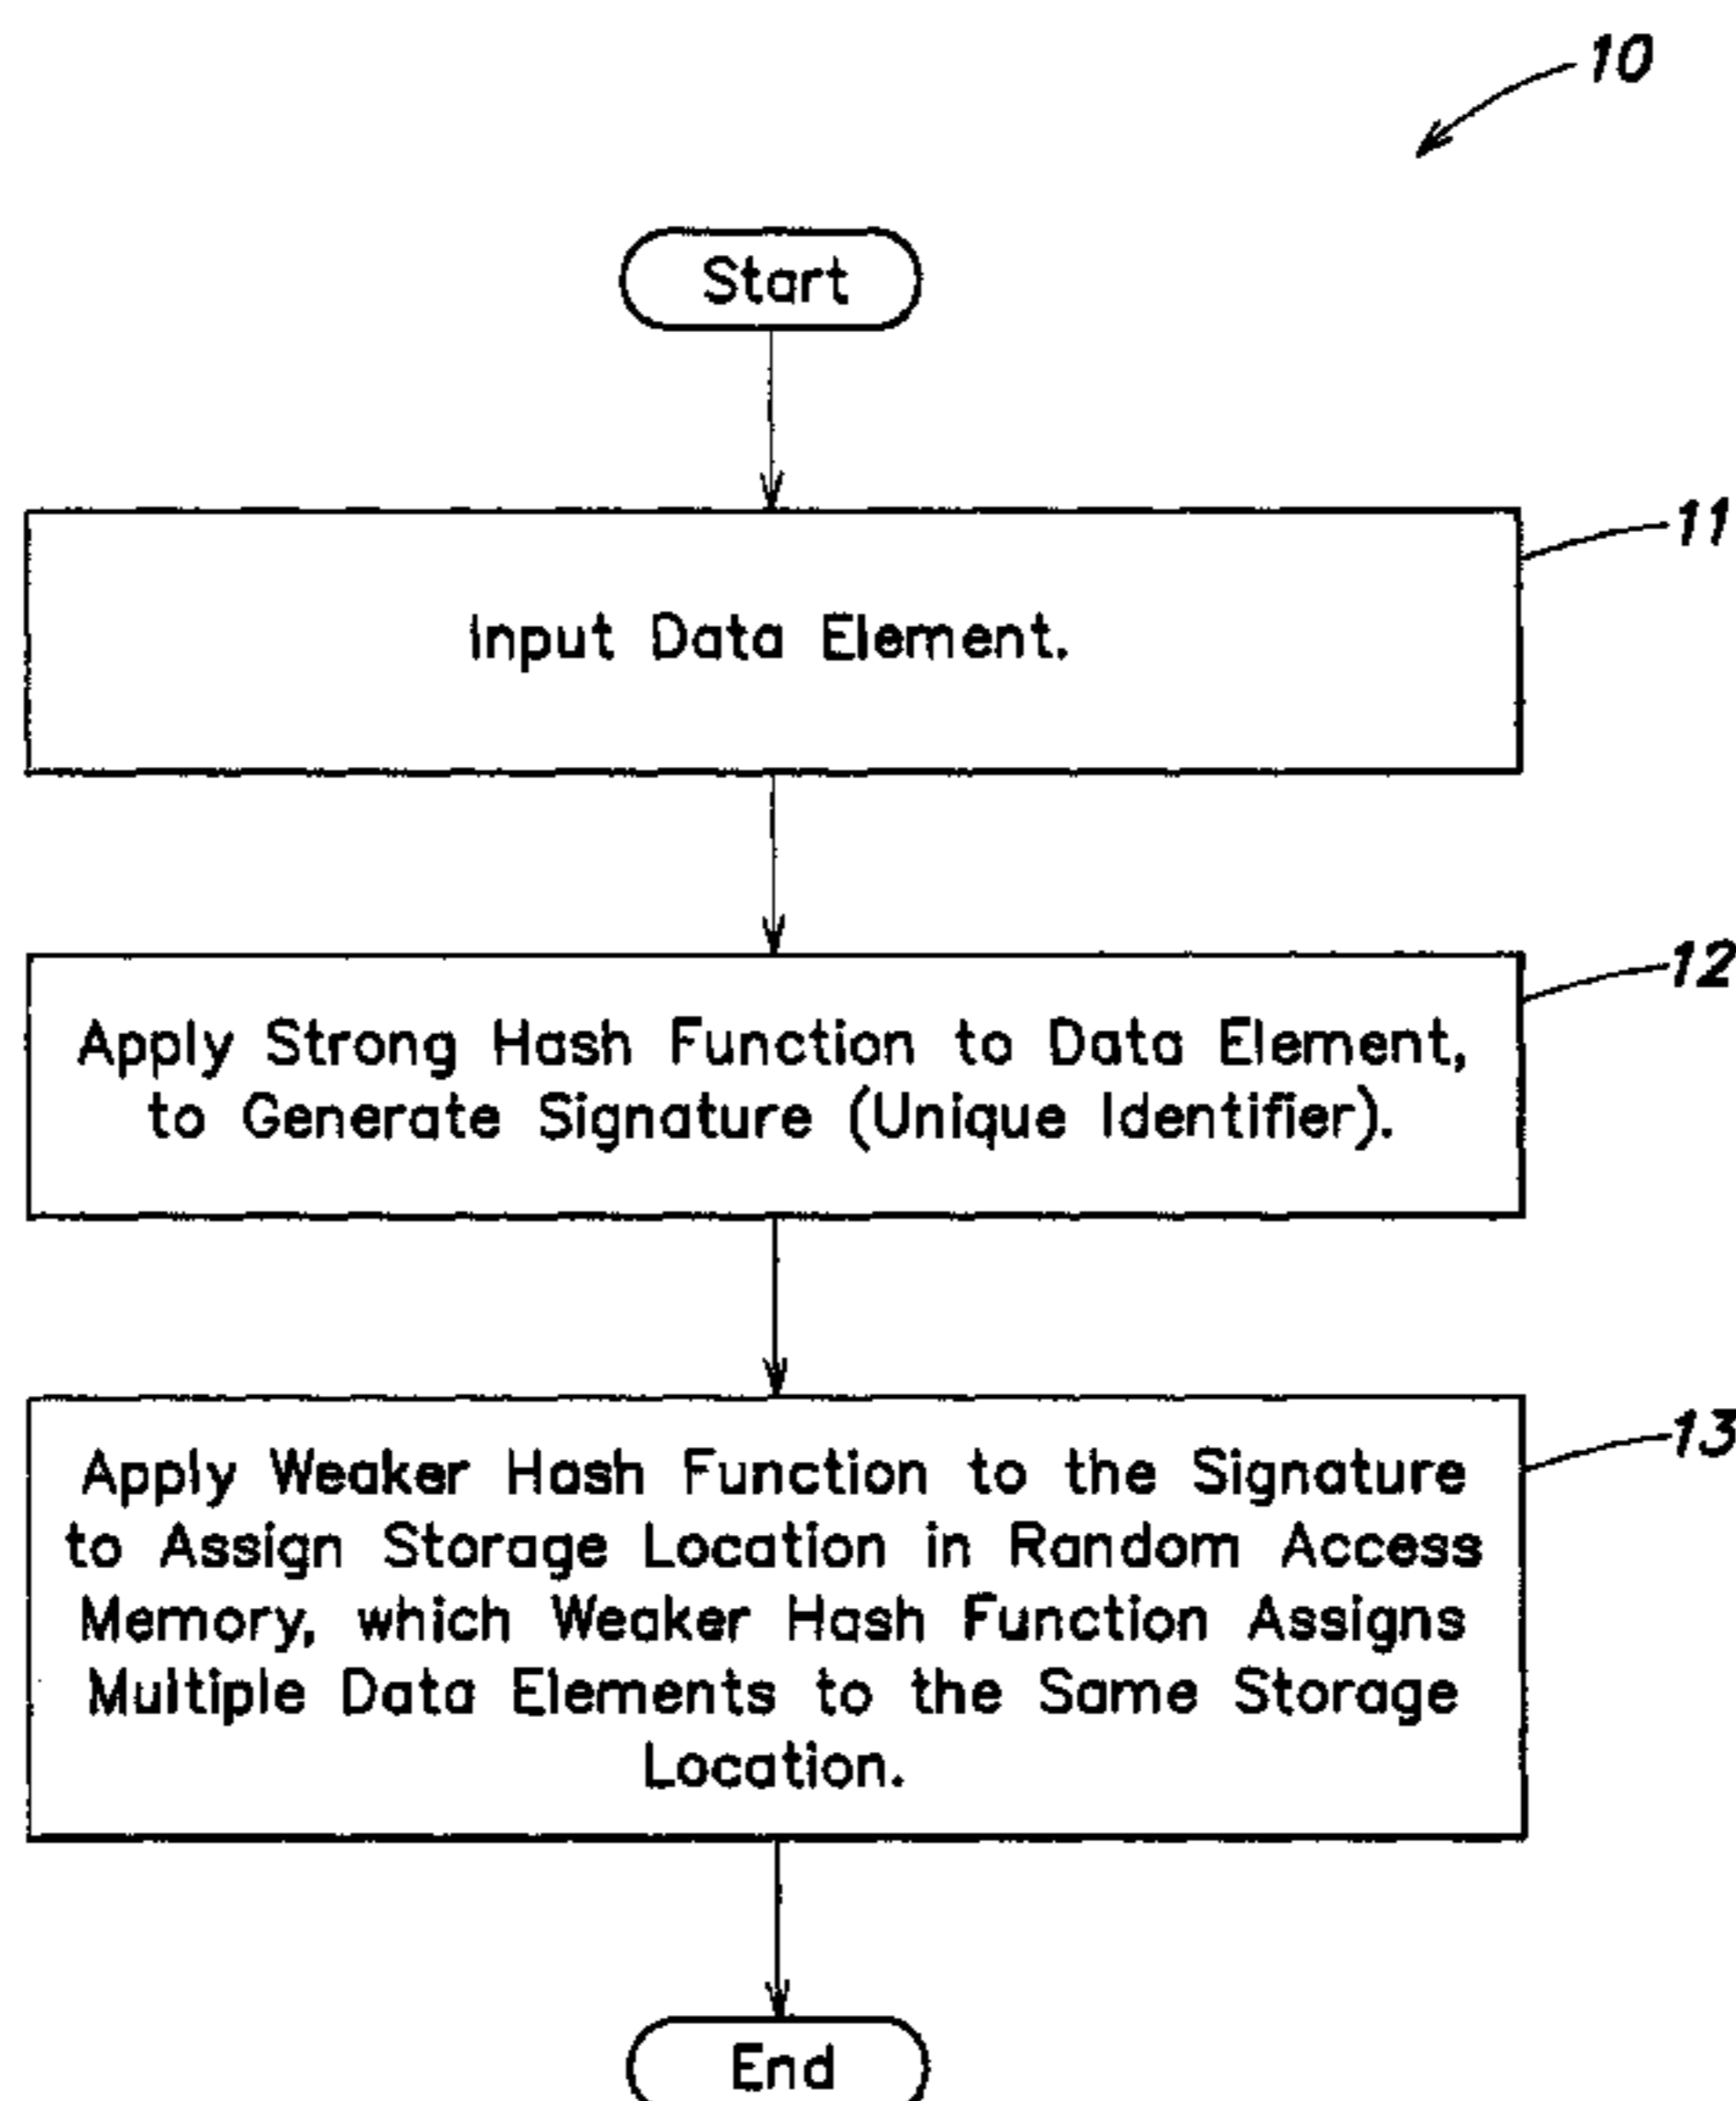 10
Start
11
Input Data Element.
12
Apply Strong Hash Function to Data Element,
to Generate Signature (Unique Identifier).
13
Apply Weaker Hash Function to the Signature
to Assign Storage Location in Random Access
Memory, which Weaker Hash Function Assigns
Multiple Data Elements to the Same Storage
Location.
End